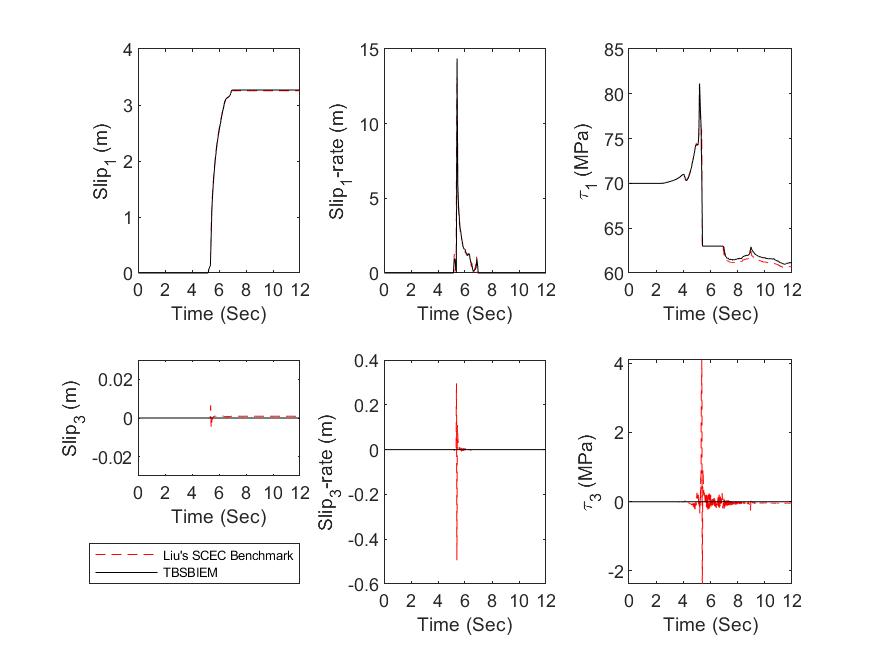 4
3
2
1
0
Slip1 (m)
0 2 4 6 8 10 12
Time (Sec)
15
10
5
0
Slip1-rate (m)
0 2 4 6 8 10 12
Time (Sec)
85
80
75
70
65
60
τ1 (MPa)
0 2 4 6 8 10 12
Time (Sec)
0.02
0
-0.02
Slip3 (m)
0 2 4 6 8 10 12
Time (Sec)
Liu's SCEC Benchmark
TBSBIEM
0.4
0.2
0
-0.2
-0.4
-0.6
Slip3-rate (m)
0 2 4 6 8 10 12
Time (Sec)
4
2
0
-2
τ3 (MPa)
0 2 4 6 8 10 12
Time (Sec)